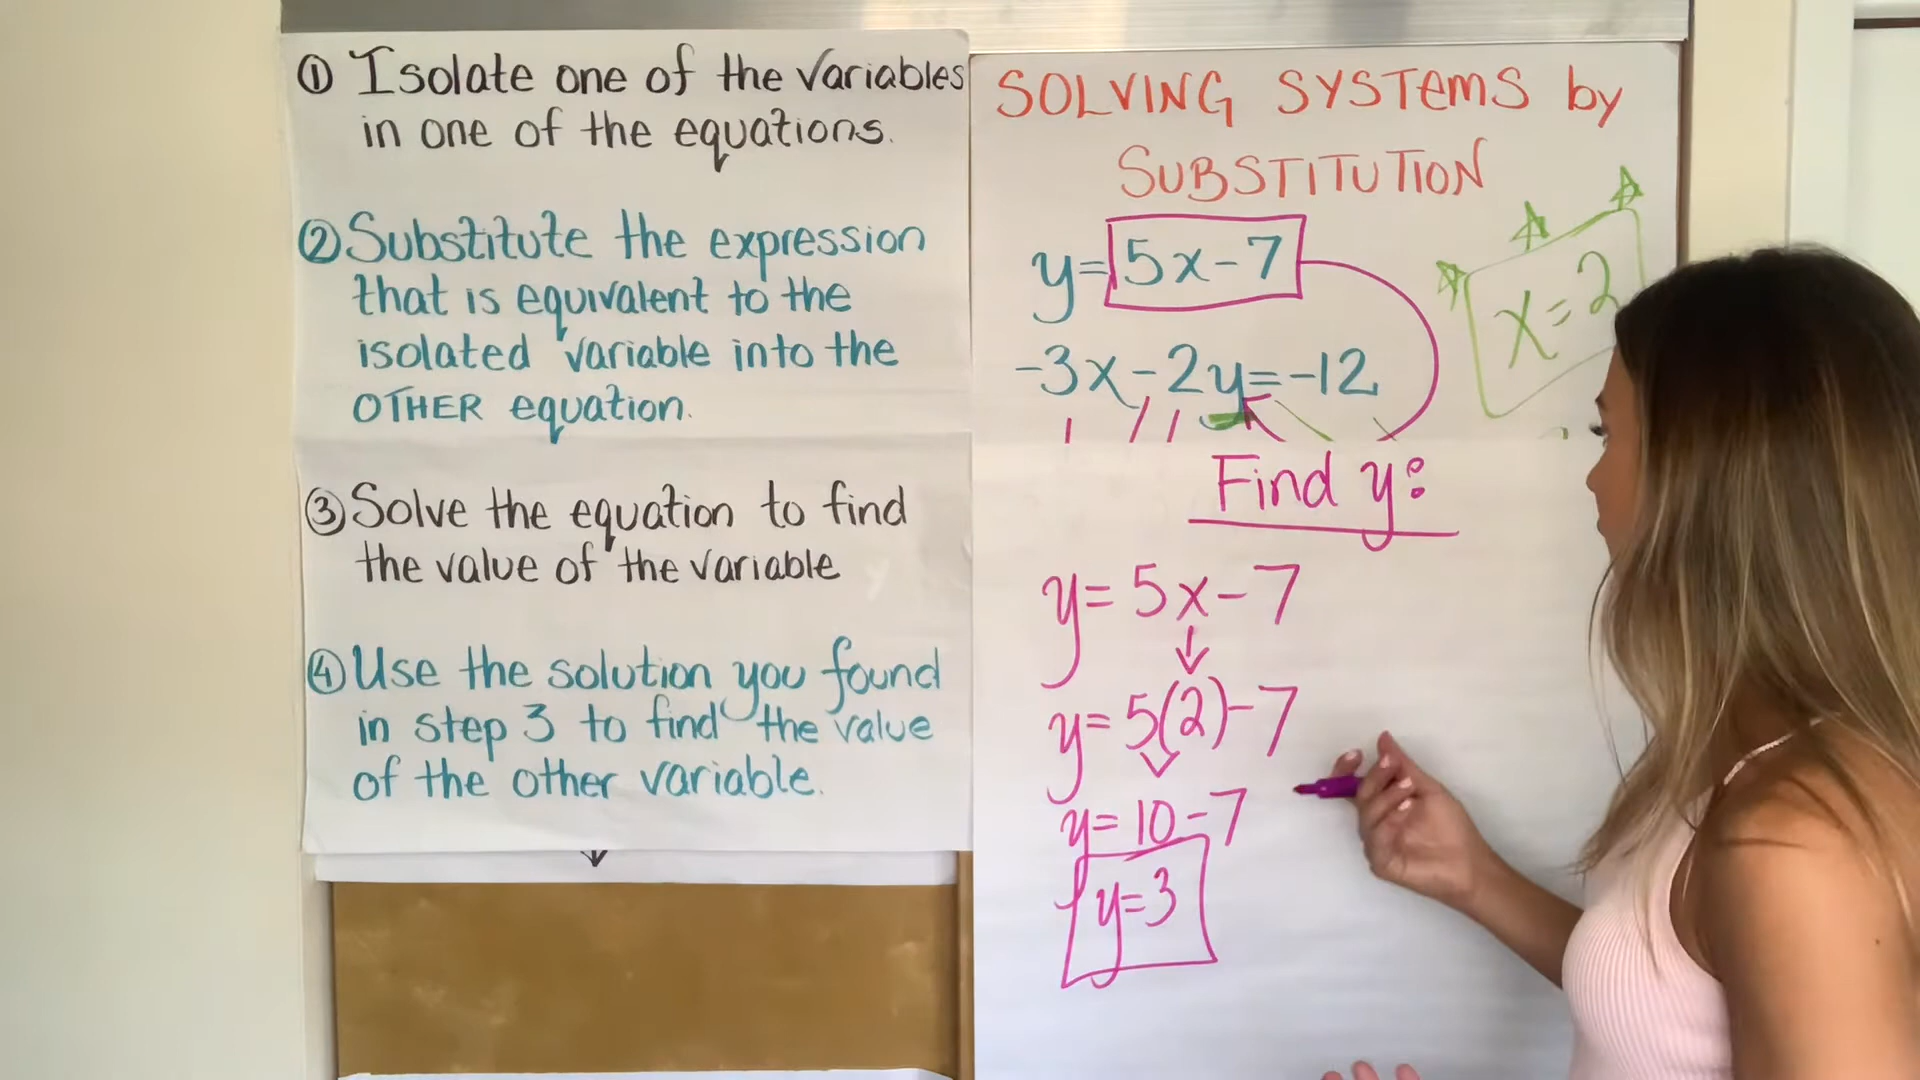 ① Isolate one of the variables
in one of the equations.
② Substitute the expression
that is equivalent to the
isolated variable into the
OTHER equation.
③ Solve the equation to find
the value of the variable
④ Use the solution you found
in step 3 to find the value
of the other variable.
SOLVING SYSTEMS by
SUBSTITUTION
y=5x-7
-3x-2y=-12
x=2
Find y:
y=5x-7
y=5(2)-7
y=10-7
y=3